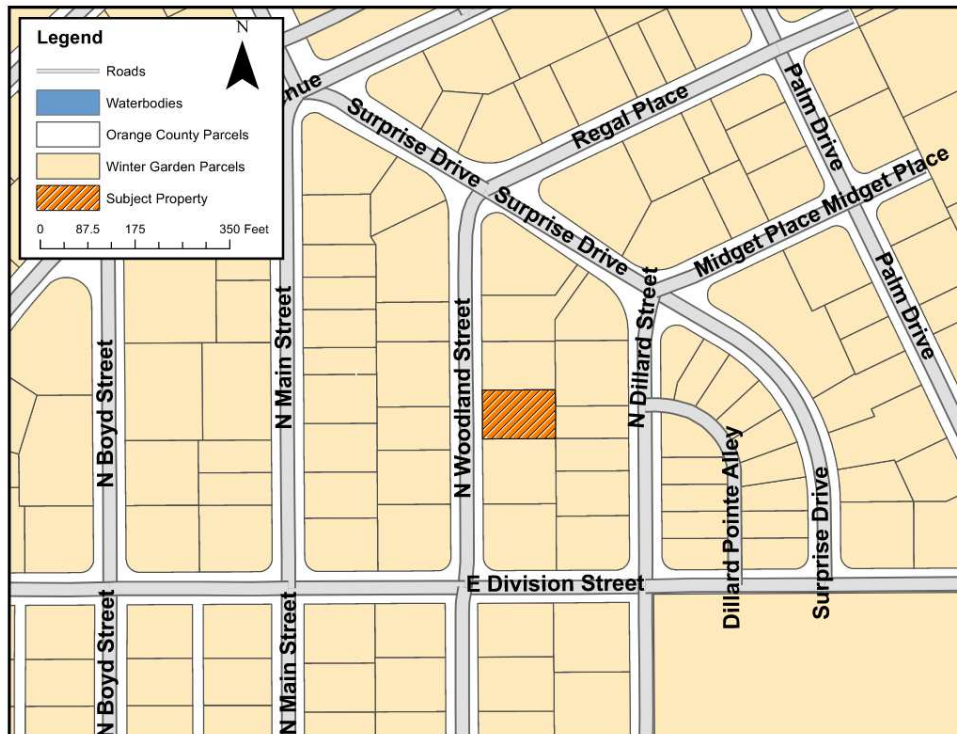 Legend
N
Roads
Waterbodies
Orange County Parcels
Winter Garden Parcels
Subject Property
0 87.5 175 350 Feet
Surprise Drive
Regal Place
Palm Drive
Surprise Drive
Midget Place
Midget Place
Palm Drive
N Boyd Street
N Main Street
N Woodland Street
N Dillard Street
Dillard Pointe Alley
Surprise Drive
E Division Street
N Boyd Street
N Main Street